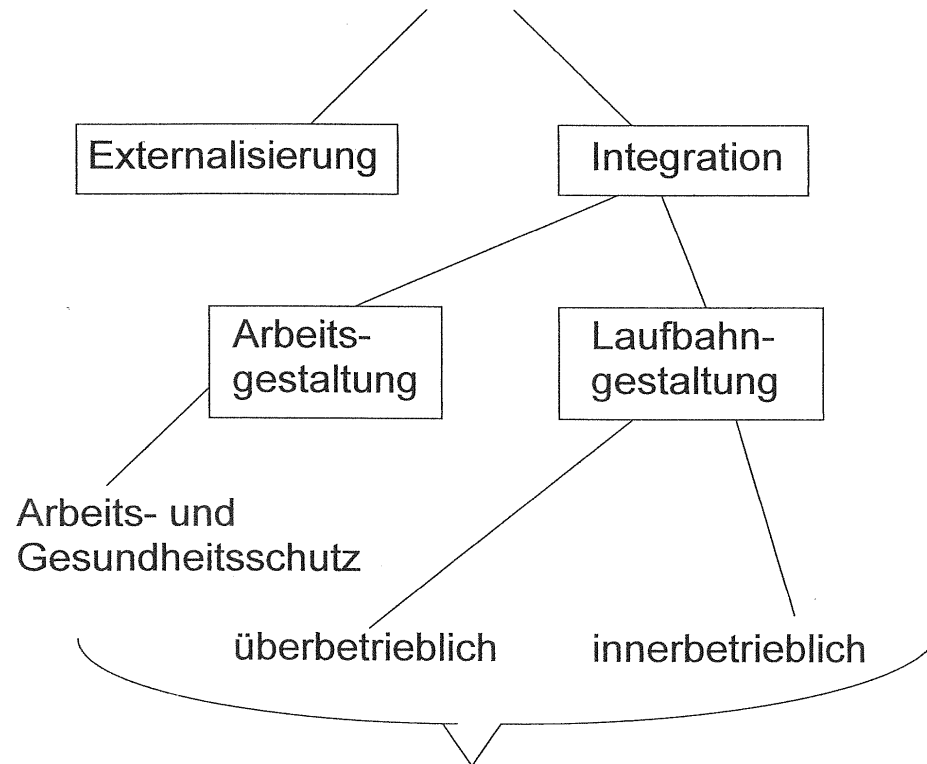 Externalisierung
Integration
Arbeits-
gestaltung
Laufbahn-
gestaltung
Arbeits- und
Gesundheitsschutz
überbetrieblich
innerbetrieblich